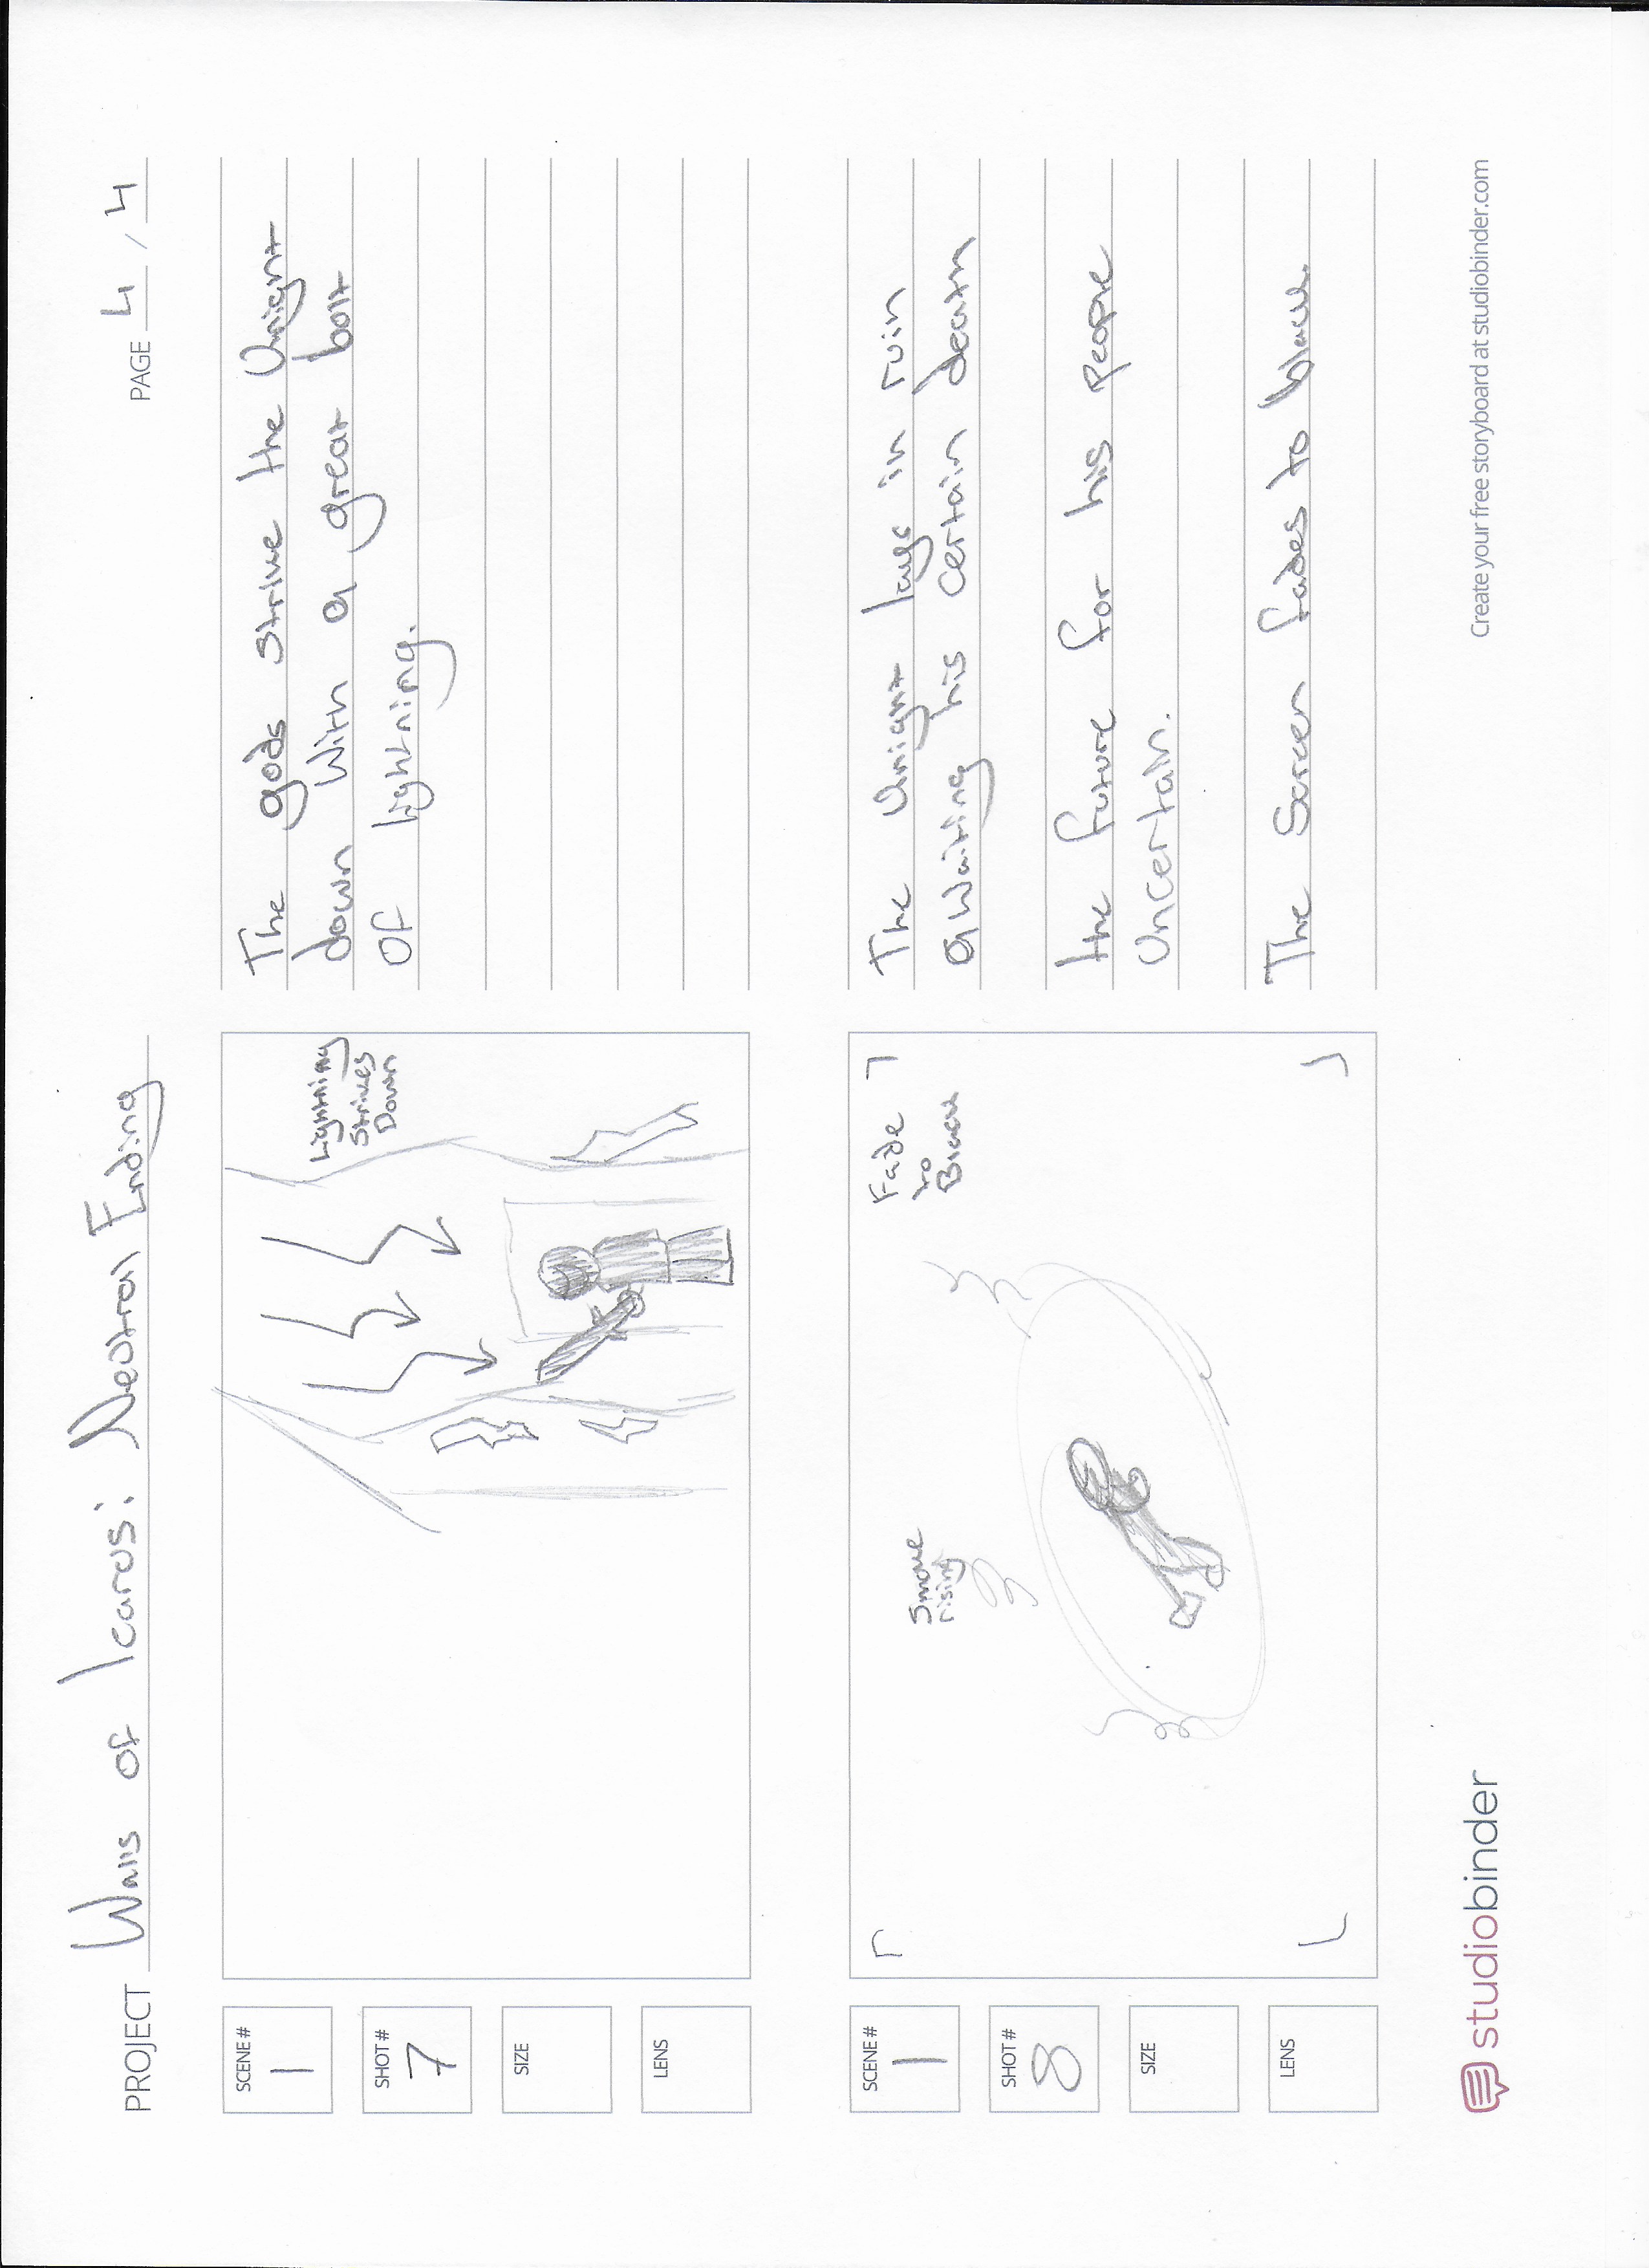 PROJECT Walls of Icarus: Neutral Ending
PAGE 4 / 4
SCENE #
1
SHOT #
7
SIZE
LENS
Lightning
Strikes
Down
The gods strike the Knight
down with a great bolt
of lightning.
SCENE #
1
SHOT #
8
SIZE
LENS
Smoke
rising
Fade
to
Black
The Knight lays in ruin
awaiting his certain death
the future for his people
uncertain.
The Screen fades to black.
studiobinder
Create your free storyboard at studiobinder.com